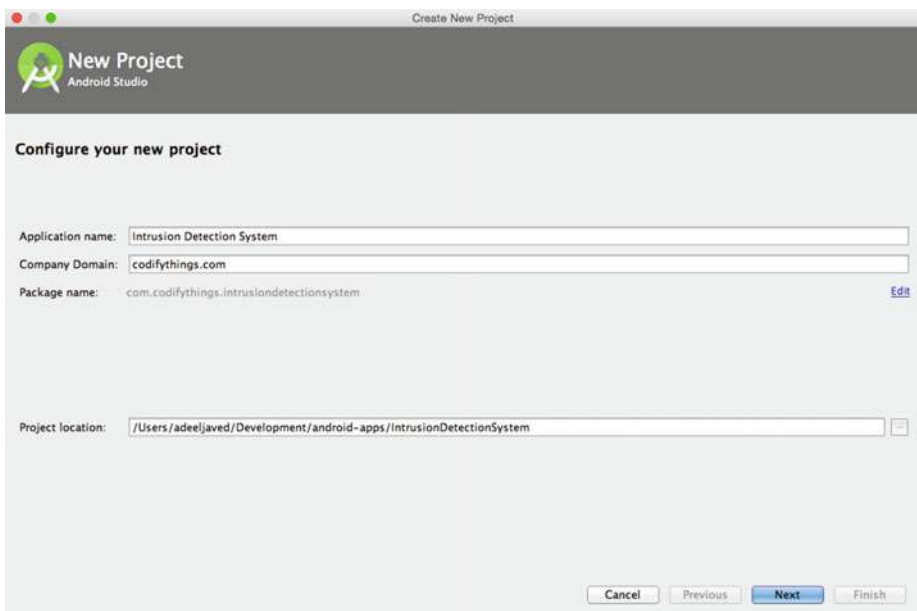 Create New Project
New Project
Android Studio
Configure your new project
Application name: Intrusion Detection System
Company Domain: codifythings.com
Package name: com.codifythings.intrusiondetectionsystem Edit
Project location: /Users/adeeljaved/Development/android-apps/IntrusionDetectionSystem
Cancel Previous Next Finish